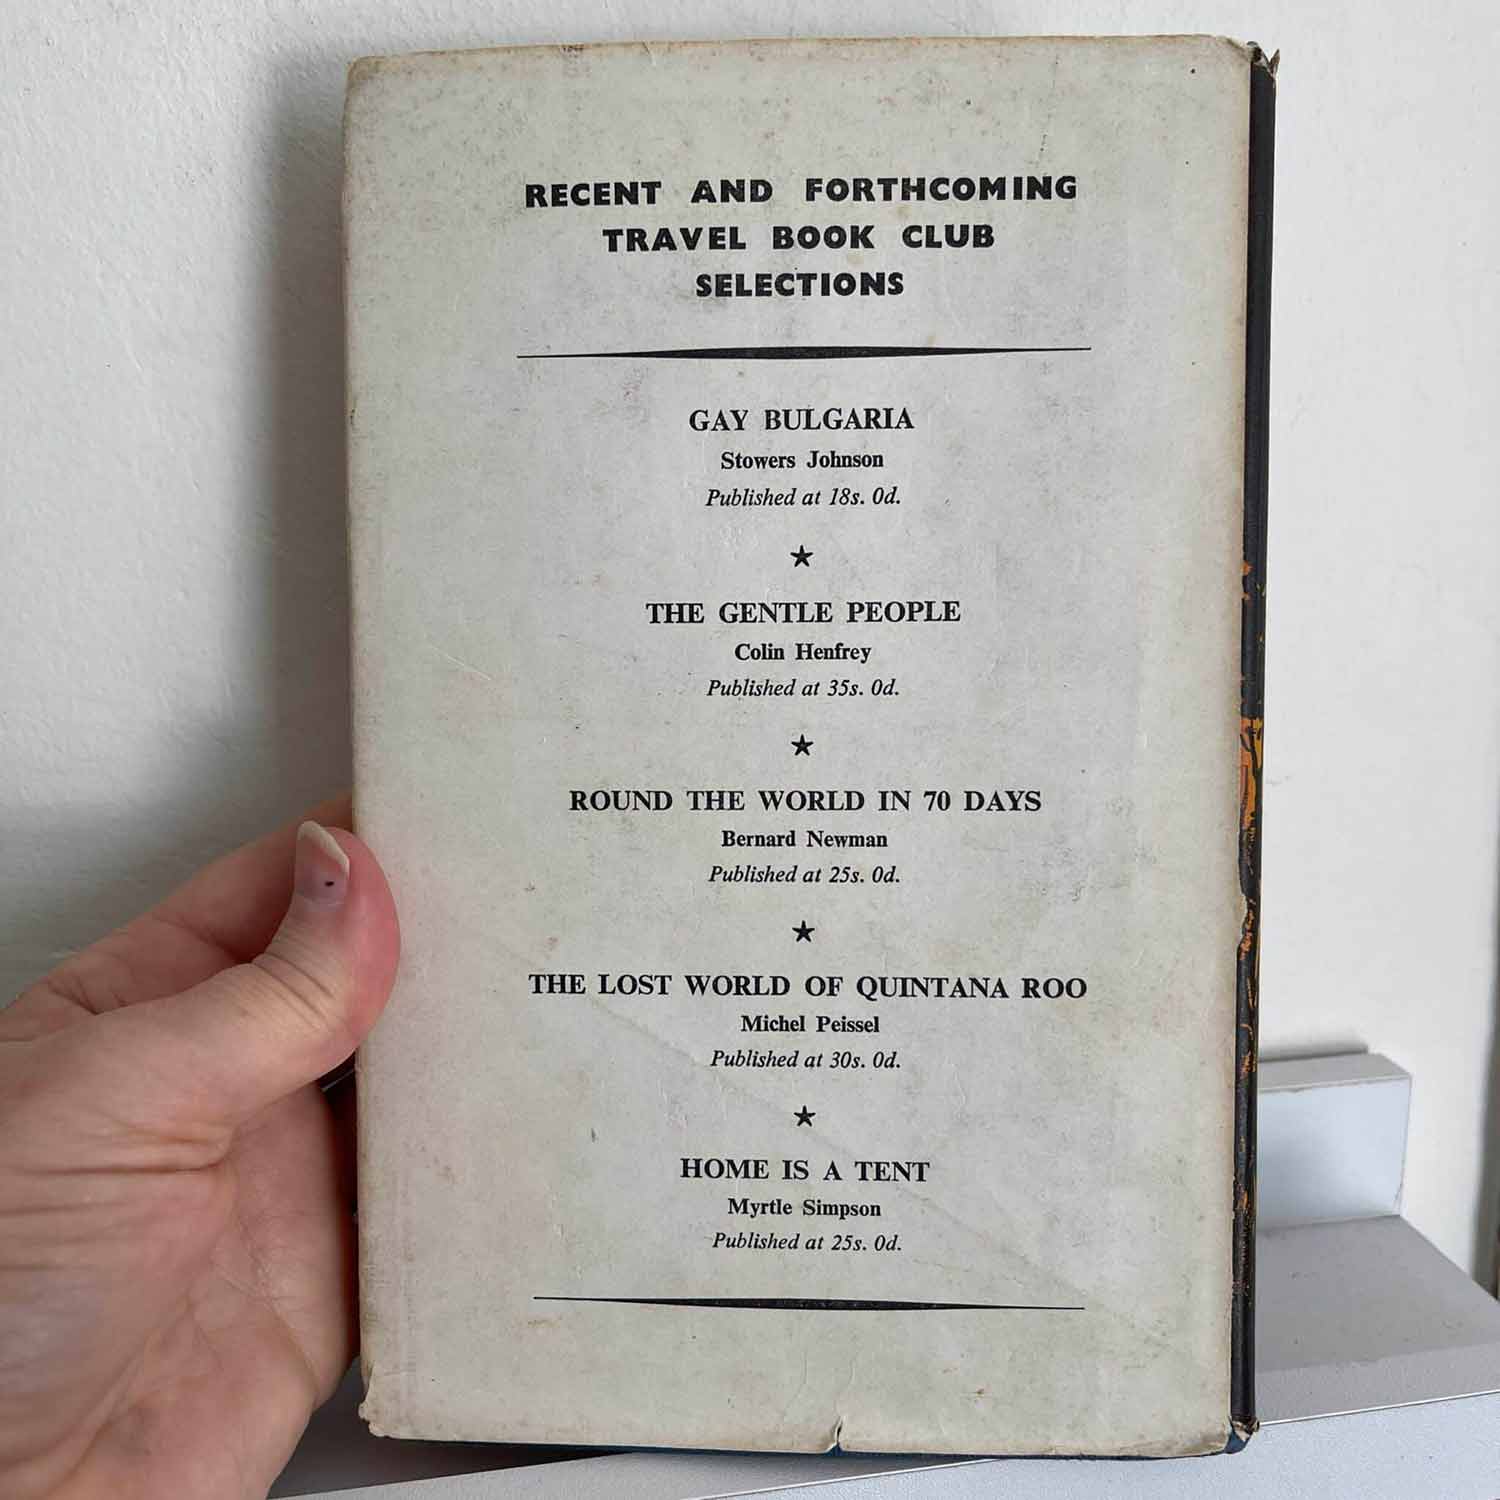 RECENT AND FORTHCOMING
TRAVEL BOOK CLUB
SELECTIONS
GAY BULGARIA
Stowers Johnson
Published at 18s. 0d.
THE GENTLE PEOPLE
Colin Henfrey
Published at 35s. 0d.
ROUND THE WORLD IN 70 DAYS
Bernard Newman
Published at 25s. 0d.
THE LOST WORLD OF QUINTANA ROO
Michel Peissel
Published at 30s. 0d.
HOME IS A TENT
Myrtle Simpson
Published at 25s. 0d.